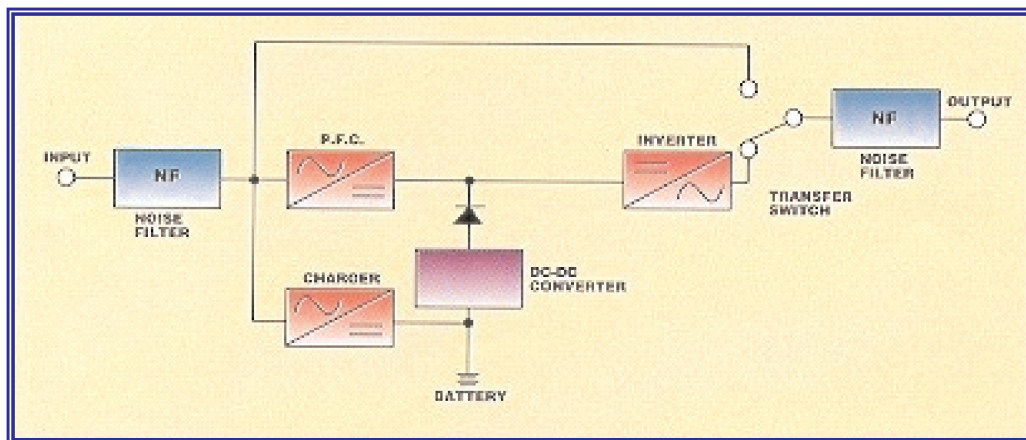 INPUT
NF
NOISE
FILTER
P.F.C.
CHARGER
DC-DC
CONVERTER
BATTERY
INVERTER
TRANSFER
SWITCH
NF
NOISE
FILTER
OUTPUT